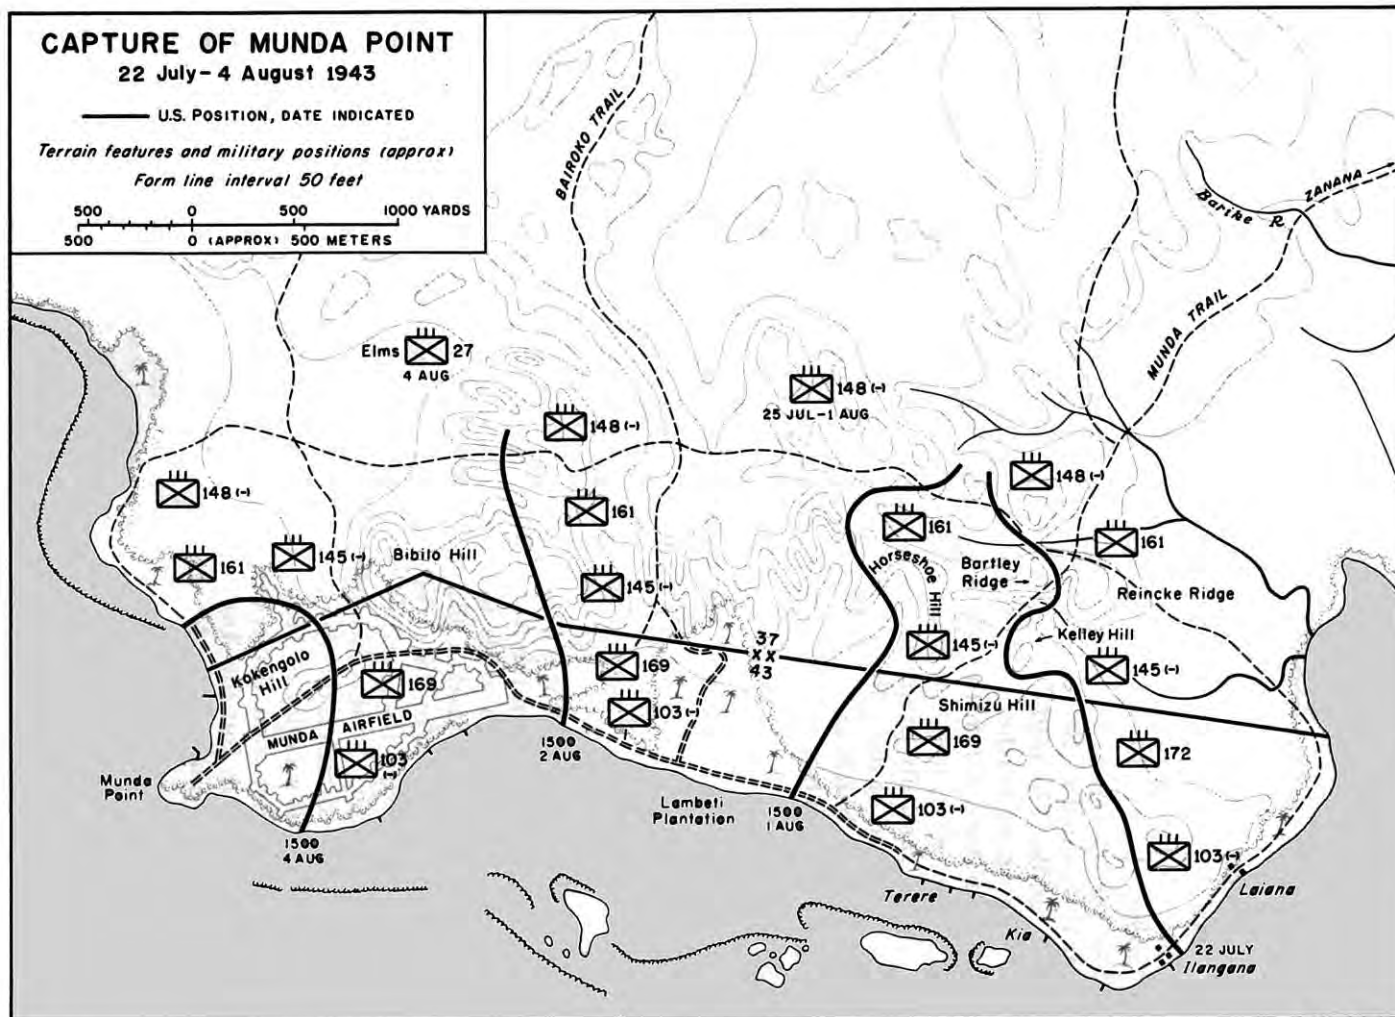 CAPTURE OF MUNDA POINT
22 July – 4 August 1943
U.S. POSITION, DATE INDICATED
Terrain features and military positions (approx)
Form line interval 50 feet
500 0 500 1000 YARDS
500 0 (APPROX) 500 METERS
BAIROKO TRAIL
ZANANA
Barike R
MUNDA TRAIL
Elms 27
4 AUG
148 (-)
25 JUL – 1 AUG
148 (-)
148 (-)
148 (-)
161
161
161
161
Horseshoe Hill
Bartley
Ridge
Reincke Ridge
145 (-)
Bibilo Hill
145 (-)
Kelley Hill
145 (-)
145 (-)
37
XX
43
Kokengolo
Hill
169
169
Shimizu Hill
103 (-)
169
172
MUNDA AIRFIELD
103
(-)
1500
2 AUG
Munda
Point
Lambeti
Plantation
1500
1 AUG
103 (-)
1500
4 AUG
103 (-)
Laiana
Terere
Kia
22 JULY
Ilangana